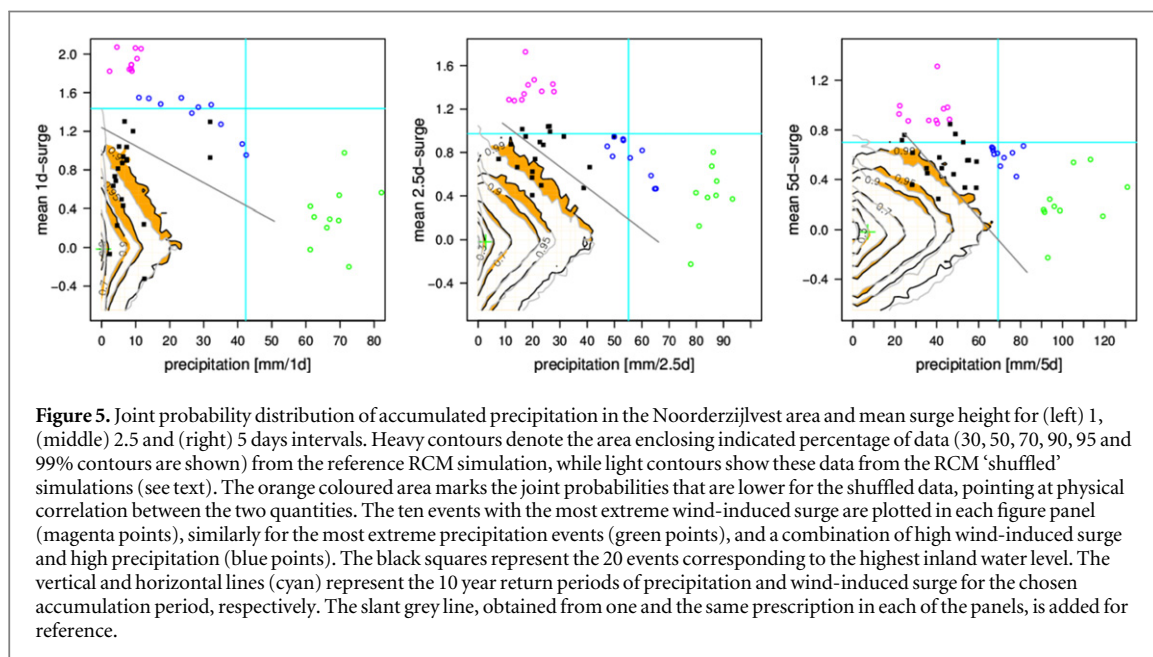 mean 1d−surge
2.0
1.6
1.2
0.8
0.4
0.0
−0.4
0 10 20 30 40 50 60 70 80
precipitation [mm/1d]
mean 2.5d−surge
1.2
0.8
0.4
0.0
−0.4
0.99
0.9
0.95
0 10 20 30 40 50 60 70 80 90
precipitation [mm/2.5d]
mean 5d−surge
1.2
0.8
0.4
0.0
−0.4
0.99
0.95
0.9
0 20 40 60 80 100 120
precipitation [mm/5d]
Figure 5. Joint probability distribution of accumulated precipitation in the Noorderzijlvest area and mean surge height for (left) 1,
(middle) 2.5 and (right) 5 days intervals. Heavy contours denote the area enclosing indicated percentage of data (30, 50, 70, 90, 95 and
99% contours are shown) from the reference RCM simulation, while light contours show these data from the RCM ‘shuffled’
simulations (see text). The orange coloured area marks the joint probabilities that are lower for the shuffled data, pointing at physical
correlation between the two quantities. The ten events with the most extreme wind-induced surge are plotted in each figure panel
(magenta points), similarly for the most extreme precipitation events (green points), and a combination of high wind-induced surge
and high precipitation (blue points). The black squares represent the 20 events corresponding to the highest inland water level. The
vertical and horizontal lines (cyan) represent the 10 year return periods of precipitation and wind-induced surge for the chosen
accumulation period, respectively. The slant grey line, obtained from one and the same prescription in each of the panels, is added for
reference.